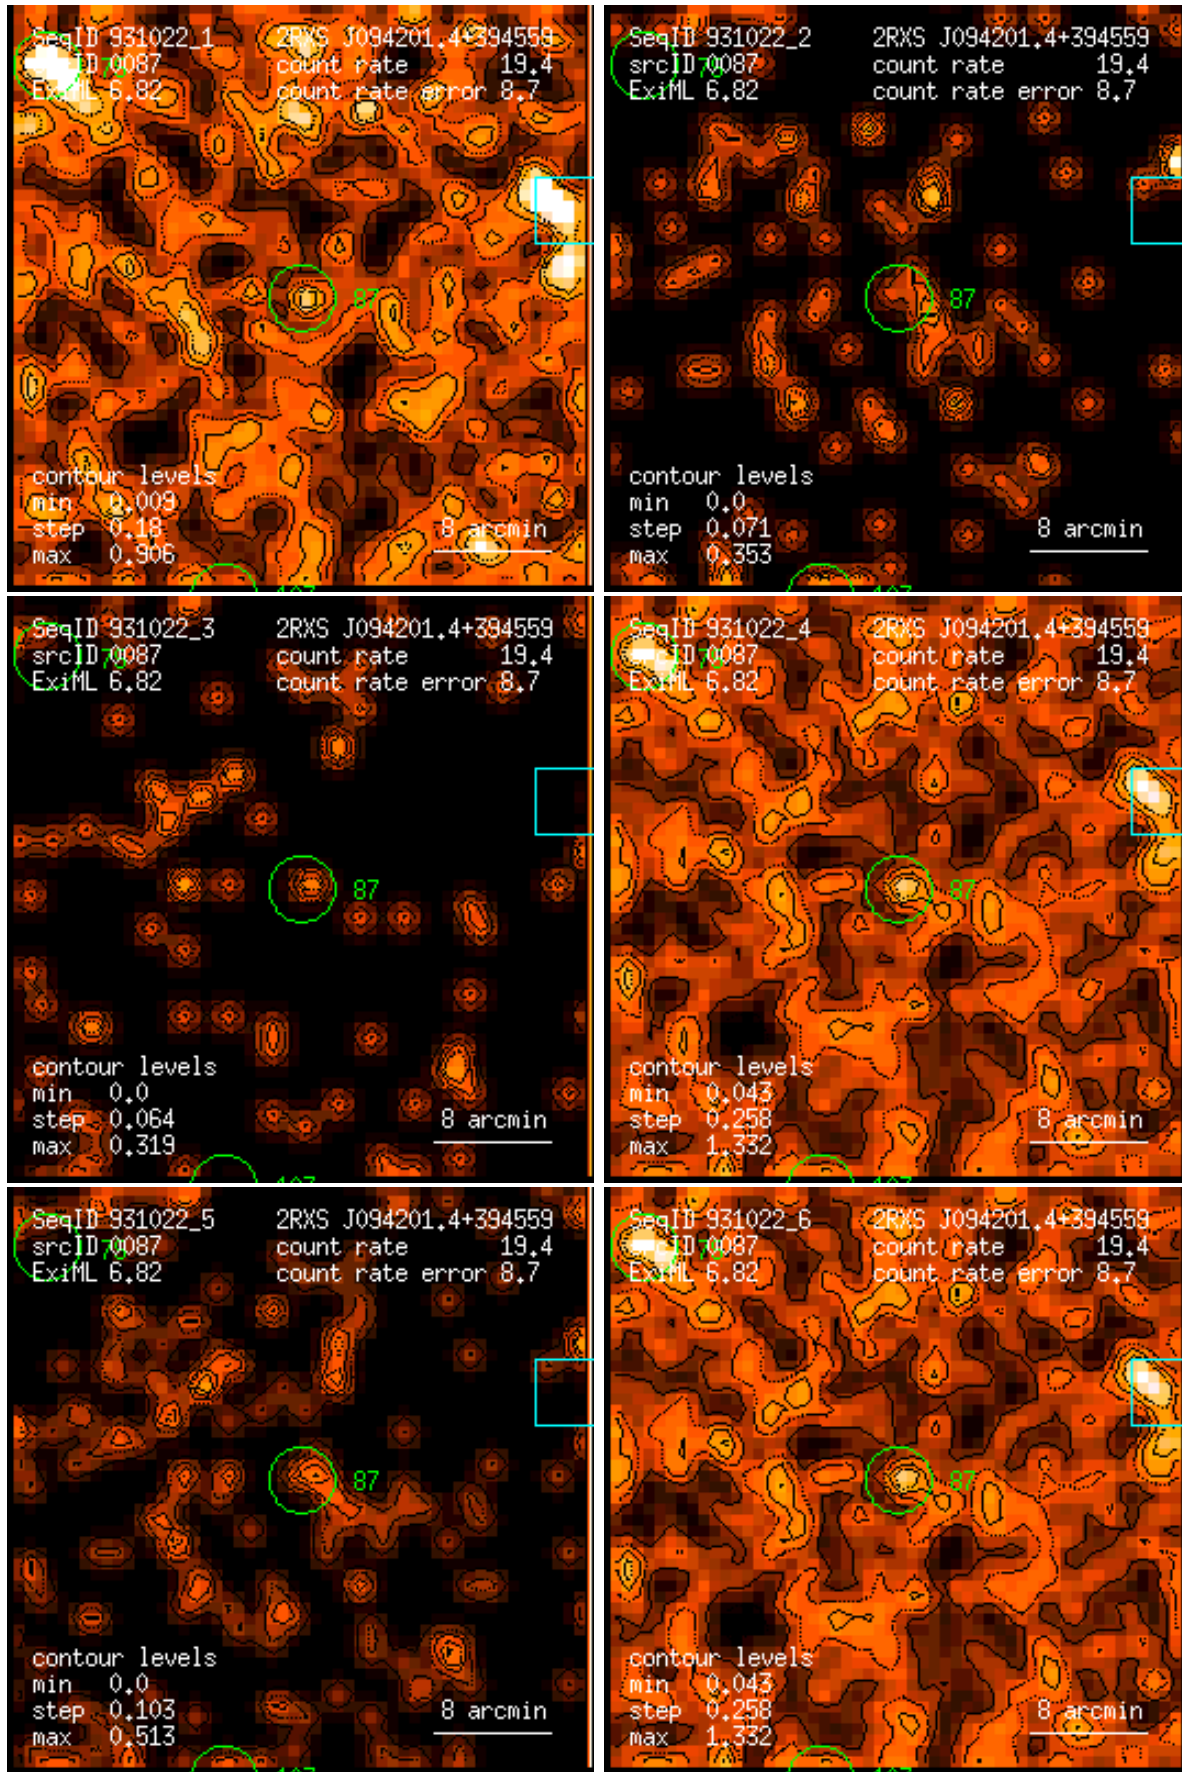 SeqID 931022_1 2RXS J094201.4+394559
srcID 0087 count rate 19.4
ExiML 6.82 count rate error 8.7
87
contour levels
min 0.009
step 0.18
max 0.906
8 arcmin
SeqID 931022_2 2RXS J094201.4+394559
srcID 0087 count rate 19.4
ExiML 6.82 count rate error 8.7
87
contour levels
min 0.0
step 0.071
max 0.353
8 arcmin
SeqID 931022_3 2RXS J094201.4+394559
srcID 0087 count rate 19.4
ExiML 6.82 count rate error 8.7
87
contour levels
min 0.0
step 0.064
max 0.319
8 arcmin
SeqID 931022_4 2RXS J094201.4+394559
srcID 0087 count rate 19.4
ExiML 6.82 count rate error 8.7
87
contour levels
min 0.043
step 0.258
max 1.332
8 arcmin
SeqID 931022_5 2RXS J094201.4+394559
srcID 0087 count rate 19.4
ExiML 6.82 count rate error 8.7
87
contour levels
min 0.0
step 0.103
max 0.513
8 arcmin
SeqID 931022_6 2RXS J094201.4+394559
srcID 0087 count rate 19.4
ExiML 6.82 count rate error 8.7
87
contour levels
min 0.043
step 0.258
max 1.332
8 arcmin